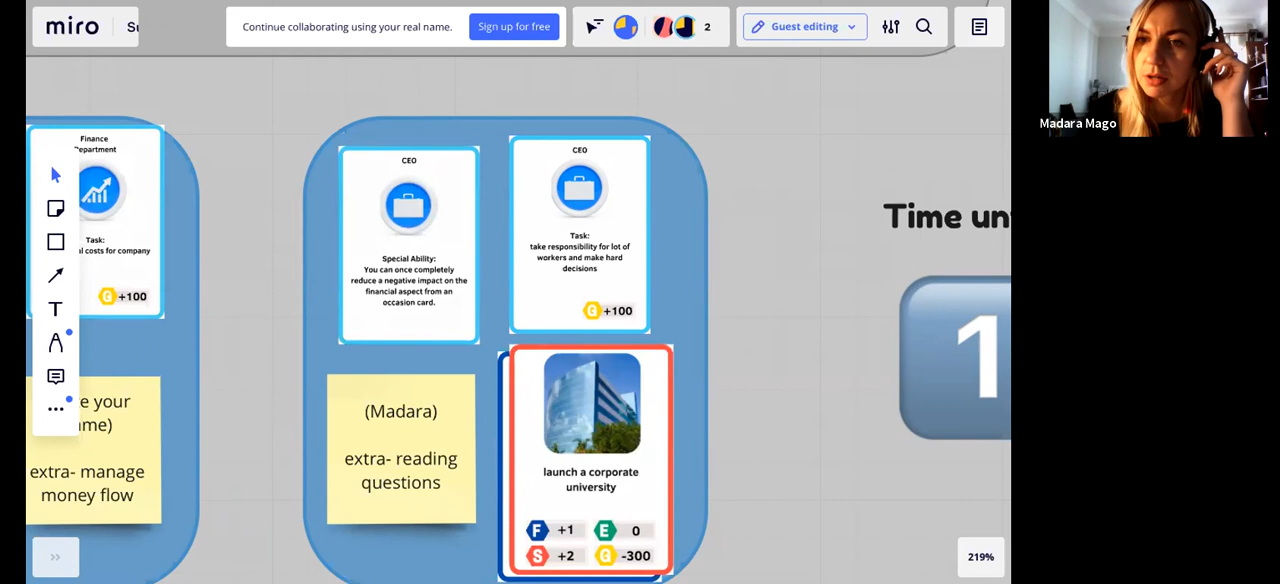 miro
Continue collaborating using your real name.
Sign up for free
2
Guest editing
Madara Mago
Finance
Task:
l costs for company
G +100
e your
extra- manage
money flow
CEO
Special Ability:
You can once completely
reduce a negative impact on the
financial aspect from an
occasion card.
CEO
Task:
take responsibility for lot of
workers and make hard
decisions
G +100
(Madara)
extra- reading
questions
launch a corporate
university
F +1 E 0
S +2 G -300
Time un
1
219%